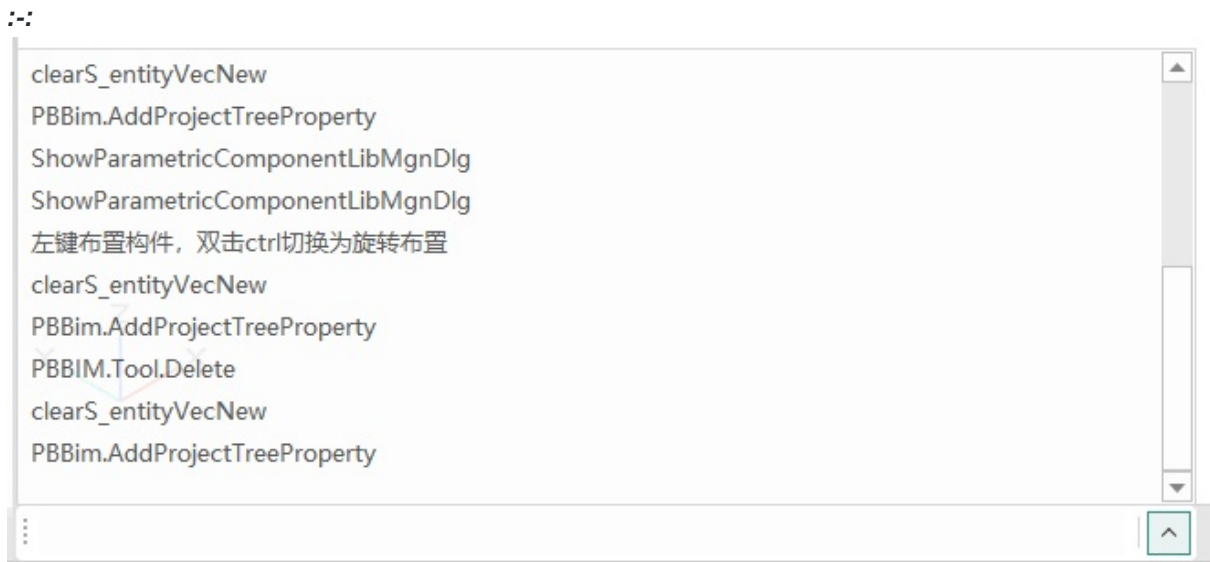 :-:
clearS_entityVecNew
PBBim.AddProjectTreeProperty
ShowParametricComponentLibMgnDlg
ShowParametricComponentLibMgnDlg
左键布置构件，双击ctrl切换为旋转布置
clearS_entityVecNew
PBBim.AddProjectTreeProperty
PBBIM.Tool.Delete
clearS_entityVecNew
PBBim.AddProjectTreeProperty